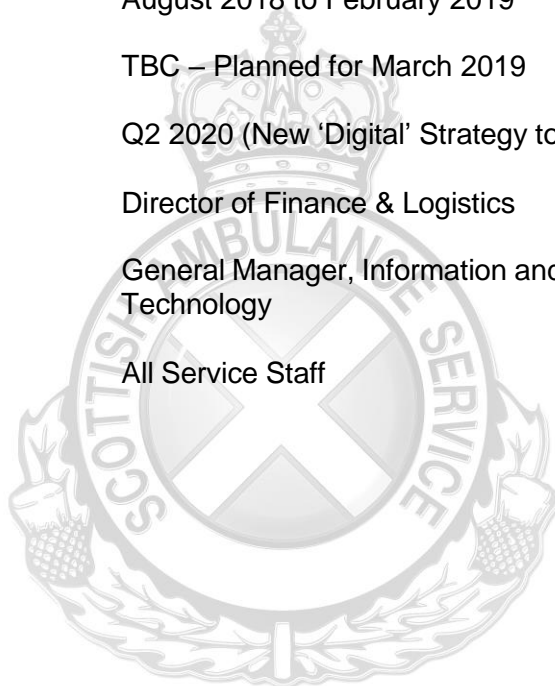 August 2018 to February 2019
TBC – Planned for March 2019
Q2 2020 (New ‘Digital’ Strategy to
Director of Finance & Logistics
General Manager, Information and
Technology
All Service Staff
SCOTTISH AMBULANCE SERVICE